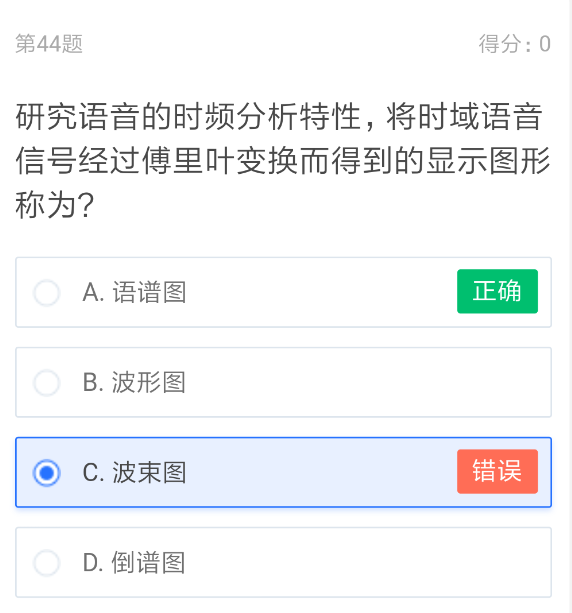 第44题 得分: 0
研究语音的时频分析特性，将时域语音
信号经过傅里叶变换而得到的显示图形
称为?
A. 语谱图 正确
B. 波形图
C. 波束图 错误
D. 倒谱图